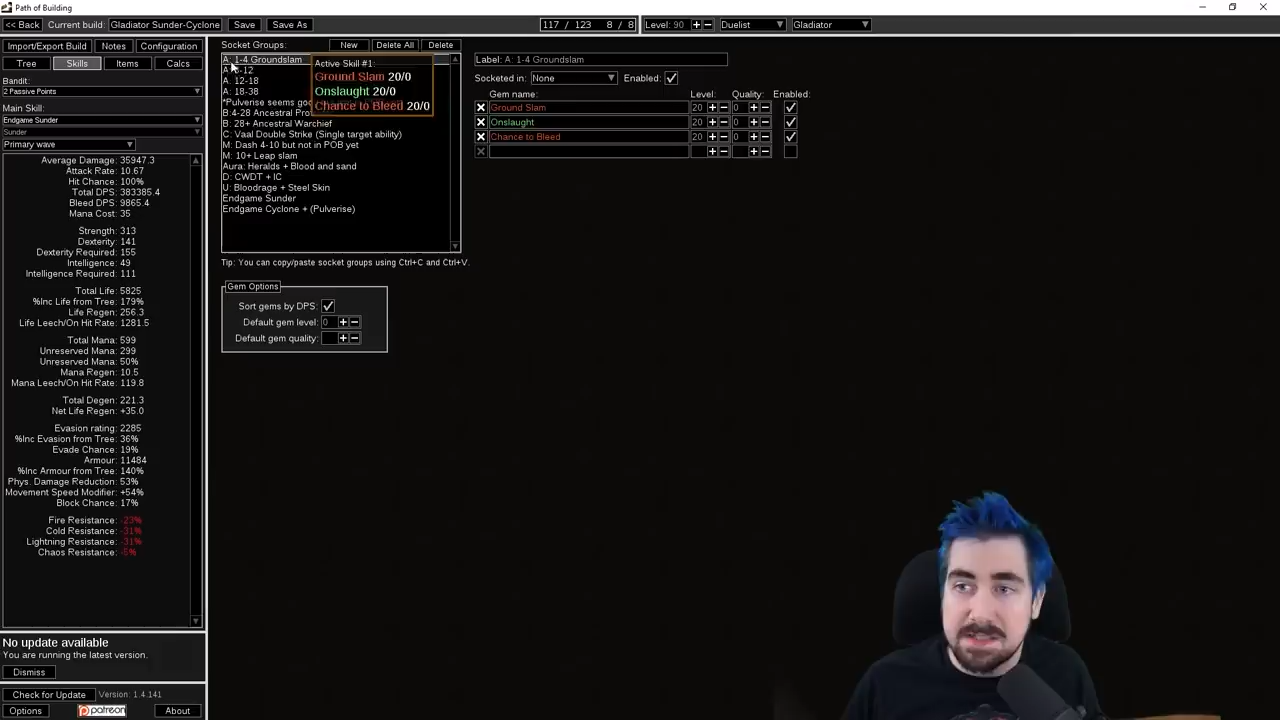 Path of Building
<< Back
Current build:
Gladiator Sunder-Cyclone
Save
Save As
117 / 123 8 / 8
Level: 90
Duelist
Gladiator
Import/Export Build
Notes
Configuration
Tree
Skills
Items
Calcs
Bandit:
2 Passive Points
Main Skill:
Endgame Sunder
Sunder
Primary wave
Average Damage: 35947.3
Attack Rate: 10.67
Hit Chance: 100%
Total DPS: 383385.4
Bleed DPS: 9865.4
Mana Cost: 35
Strength: 313
Dexterity: 141
Dexterity Required: 155
Intelligence: 49
Intelligence Required: 111
Total Life: 5825
%Inc Life from Tree: 179%
Life Regen: 256.3
Life Leech/On Hit Rate: 1281.5
Total Mana: 599
Unreserved Mana: 299
Unreserved Mana: 50%
Mana Regen: 10.5
Mana Leech/On Hit Rate: 119.8
Total Degen: 221.3
Net Life Regen: +35.0
Evasion rating: 2285
%Inc Evasion from Tree: 36%
Evade Chance: 19%
Armour: 11484
%Inc Armour from Tree: 140%
Phys. Damage Reduction: 53%
Movement Speed Modifier: +54%
Block Chance: 17%
Fire Resistance: -23%
Cold Resistance: -31%
Lightning Resistance: -31%
Chaos Resistance: -5%
No update available
You are running the latest version.
Dismiss
Check for Update
Version: 1.4.141
Options
patreon
About
Socket Groups:
New
Delete All
Delete
A: 1-4 Groundslam
A: 12-18
A: 18-38
*Pulverise seems
B:4-28 Ancestral
B: 28+ Ancestral Warchief
C: Vaal Double Strike (Single target ability)
M: Dash 4-10 but not in POB yet
M: 10+ Leap slam
Aura: Heralds + Blood and sand
D: CWDT + IC
U: Bloodrage + Steel Skin
Endgame Sunder
Endgame Cyclone + (Pulverise)
Active Skill #1:
Ground Slam 20/0
Onslaught 20/0
Chance to Bleed 20/0
Tip: You can copy/paste socket groups using Ctrl+C and Ctrl+V.
Gem Options
Sort gems by DPS:
Default gem level: 0
Default gem quality:
Label: A: 1-4 Groundslam
Socketed in: None
Enabled:
Gem name:
Level:
Quality:
Enabled:
Ground Slam 20 0
Onslaught 20 0
Chance to Bleed 20 0